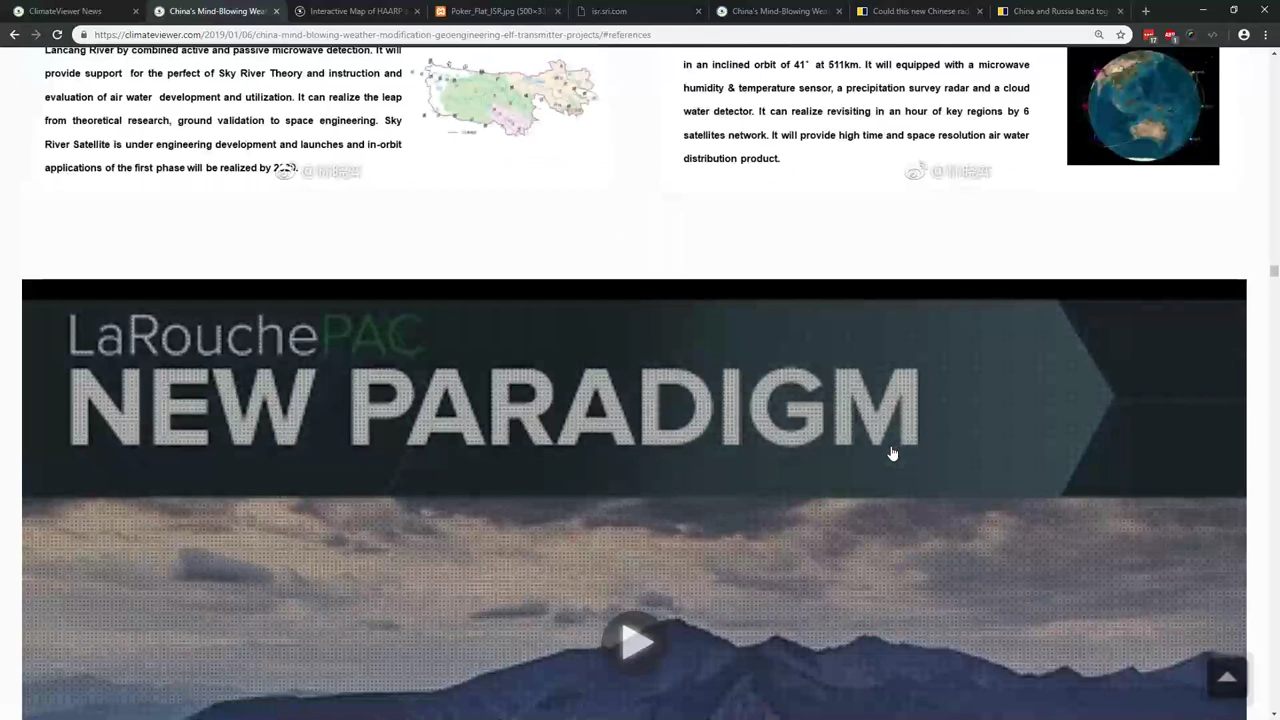 ClimateViewer News
China's Mind-Blowing Wea
Interactive Map of HAARP s
Poker_Flat_ISR.jpg (500×33
isr.sri.com
China's Mind-Blowing Wea
Could this new Chinese rad
China and Russia band tog
https://climateviewer.com/2019/01/06/china-mind-blowing-weather-modification-geoengineering-elf-transmitter-projects/#references
Lancang River by combined active and passive microwave detection. It will
provide support for the perfect of Sky River Theory and instruction and
evaluation of air water development and utilization. It can realize the leap
from theoretical research, ground validation to space engineering. Sky
River Satellite is under engineering development and launches and in-orbit
applications of the first phase will be realized by 2020.
in an inclined orbit of 41° at 511km. It will equipped with a microwave
humidity & temperature sensor, a precipitation survey radar and a cloud
water detector. It can realize revisiting in an hour of key regions by 6
satellites network. It will provide high time and space resolution air water
distribution product.
LaRouchePAC
NEW PARADIGM